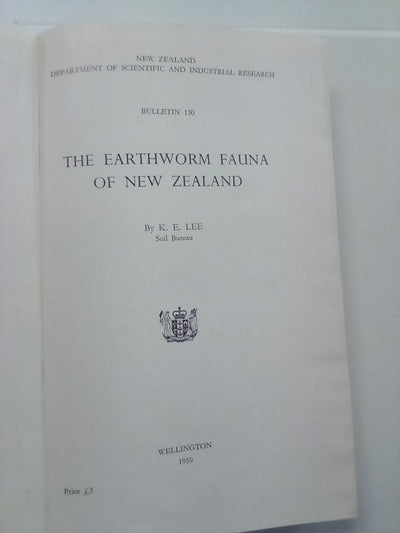 NEW ZEALAND
DEPARTMENT OF SCIENTIFIC AND INDUSTRIAL RESEARCH
BULLETIN 130
THE EARTHWORM FAUNA
OF NEW ZEALAND
By K. E. LEE
Soil Bureau
WELLINGTON
1959
Price £3